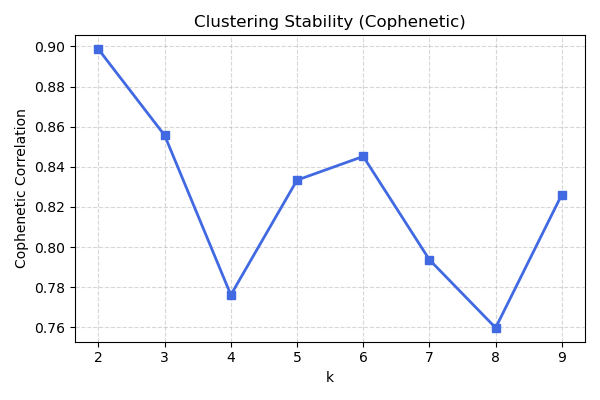 Clustering Stability (Cophenetic)
Cophenetic Correlation
0.90
0.88
0.86
0.84
0.82
0.80
0.78
0.76
2 3 4 5 6 7 8 9
k